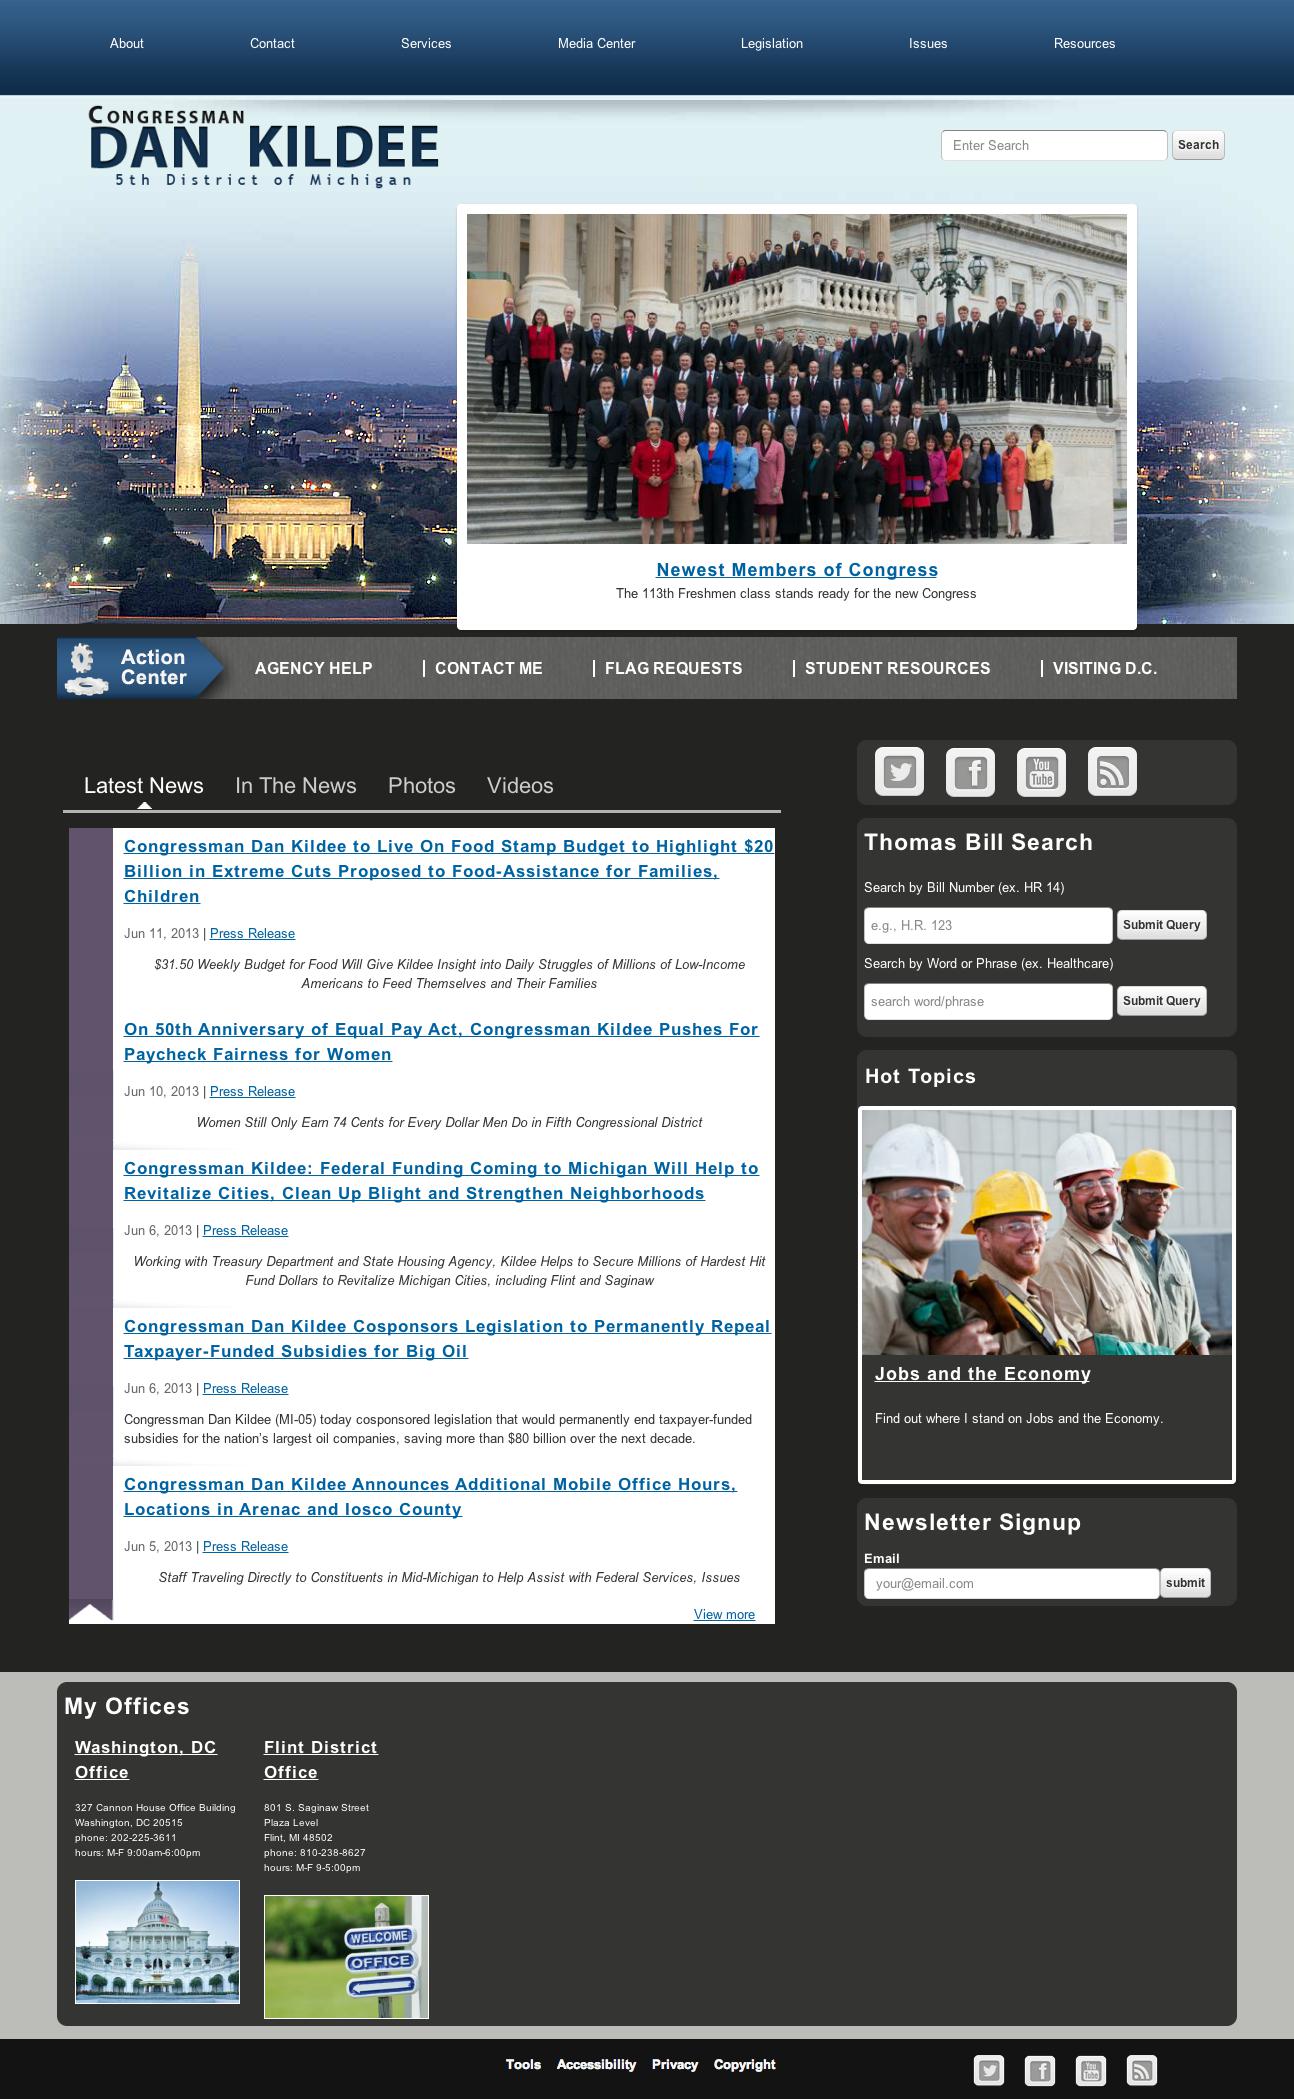 About
Contact
Services
Media Center
Legislation
Issues
Resources
CONGRESSMAN
DAN KILDEE
5th District of Michigan
Enter Search
Search
Newest Members of Congress
The 113th Freshmen class stands ready for the new Congress
Action
Center
AGENCY HELP
CONTACT ME
FLAG REQUESTS
STUDENT RESOURCES
VISITING D.C.
Latest News
In The News
Photos
Videos
Congressman Dan Kildee to Live On Food Stamp Budget to Highlight $20
Billion in Extreme Cuts Proposed to Food-Assistance for Families,
Children
Jun 11, 2013 | Press Release
$31.50 Weekly Budget for Food Will Give Kildee Insight into Daily Struggles of Millions of Low-Income
Americans to Feed Themselves and Their Families
On 50th Anniversary of Equal Pay Act, Congressman Kildee Pushes For
Paycheck Fairness for Women
Jun 10, 2013 | Press Release
Women Still Only Earn 74 Cents for Every Dollar Men Do in Fifth Congressional District
Congressman Kildee: Federal Funding Coming to Michigan Will Help to
Revitalize Cities, Clean Up Blight and Strengthen Neighborhoods
Jun 6, 2013 | Press Release
Working with Treasury Department and State Housing Agency, Kildee Helps to Secure Millions of Hardest Hit
Fund Dollars to Revitalize Michigan Cities, including Flint and Saginaw
Congressman Dan Kildee Cosponsors Legislation to Permanently Repeal
Taxpayer-Funded Subsidies for Big Oil
Jun 6, 2013 | Press Release
Congressman Dan Kildee (MI-05) today cosponsored legislation that would permanently end taxpayer-funded
subsidies for the nation's largest oil companies, saving more than $80 billion over the next decade.
Congressman Dan Kildee Announces Additional Mobile Office Hours,
Locations in Arenac and Iosco County
Jun 5, 2013 | Press Release
Staff Traveling Directly to Constituents in Mid-Michigan to Help Assist with Federal Services, Issues
View more
You
Tube
Thomas Bill Search
Search by Bill Number (ex. HR 14)
e.g., H.R. 123
Submit Query
Search by Word or Phrase (ex. Healthcare)
search word/phrase
Submit Query
Hot Topics
Jobs and the Economy
Find out where I stand on Jobs and the Economy.
Newsletter Signup
Email
your@email.com
submit
My Offices
Washington, DC
Office
327 Cannon House Office Building
Washington, DC 20515
phone: 202-225-3611
hours: M-F 9:00am-6:00pm
Flint District
Office
801 S. Saginaw Street
Plaza Level
Flint, MI 48502
phone: 810-238-8627
hours: M-F 9-5:00pm
WELCOME
OFFICE
Tools
Accessibility
Privacy
Copyright
You
Tube